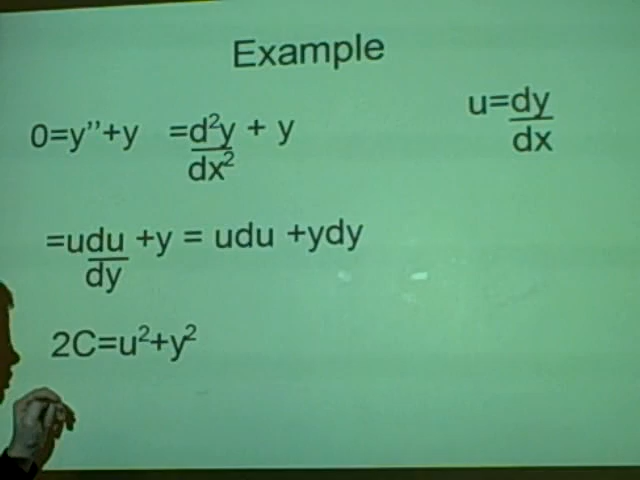 Example
0=y”+y =d²y + y
dx²
u=dy
dx
=udu +y = udu +ydy
dy
2C=u²+y²